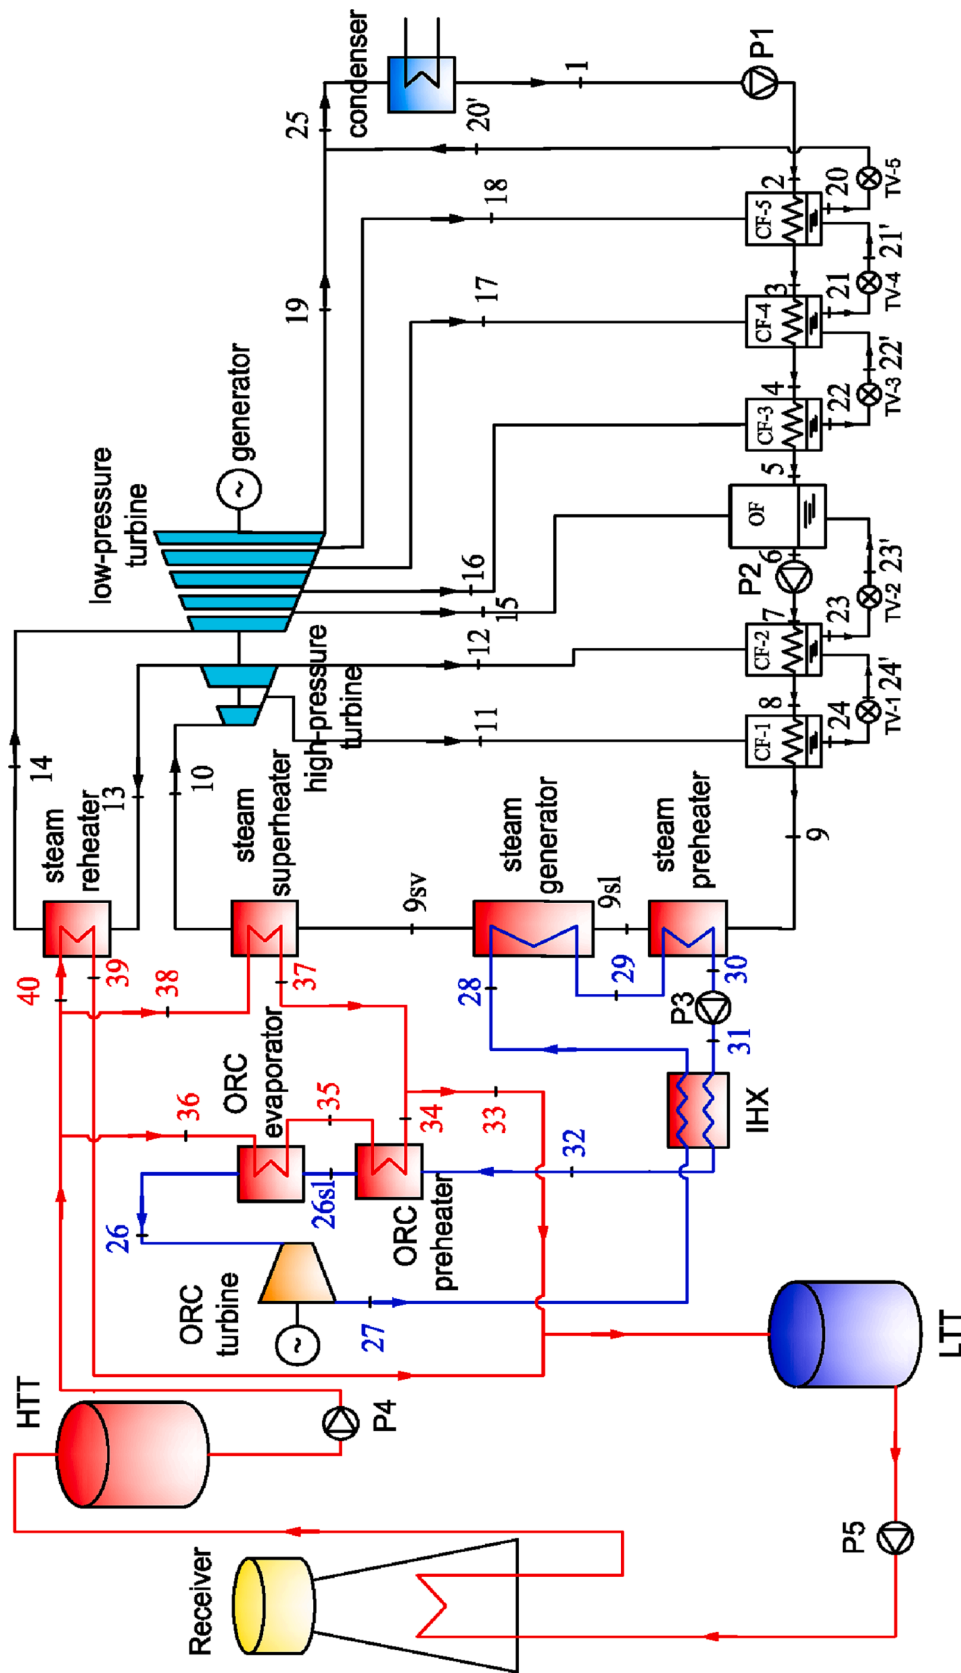 Receiver
HTT
P4
P5
LTT
ORC
turbine
26
27
ORC
evaporator
36
35
26sl
ORC
preheater
34
33
32
IHX
31
P3
30
29
28
40
39
38
37
steam
reheater
14
13
steam
superheater
10
9sv
steam
generator
9sl
steam
preheater
9
high-pressure
turbine
low-pressure
turbine
~
generator
~
11
12
15
16
17
18
19
25
20'
condenser
1
P1
2
CF-5
20
TV-5
3
CF-4
21
21'
TV-4
4
CF-3
22
22'
TV-3
5
OF
6
P2
7
CF-2
23
23'
TV-2
8
CF-1
24
24'
TV-1